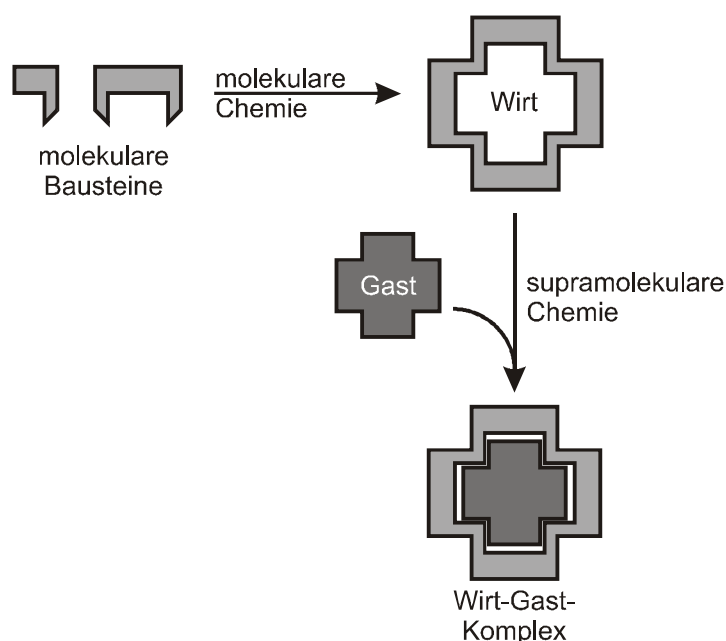 molekulare
Chemie
Wirt
molekulare
Bausteine
Gast
supramolekulare
Chemie
Wirt-Gast-
Komplex